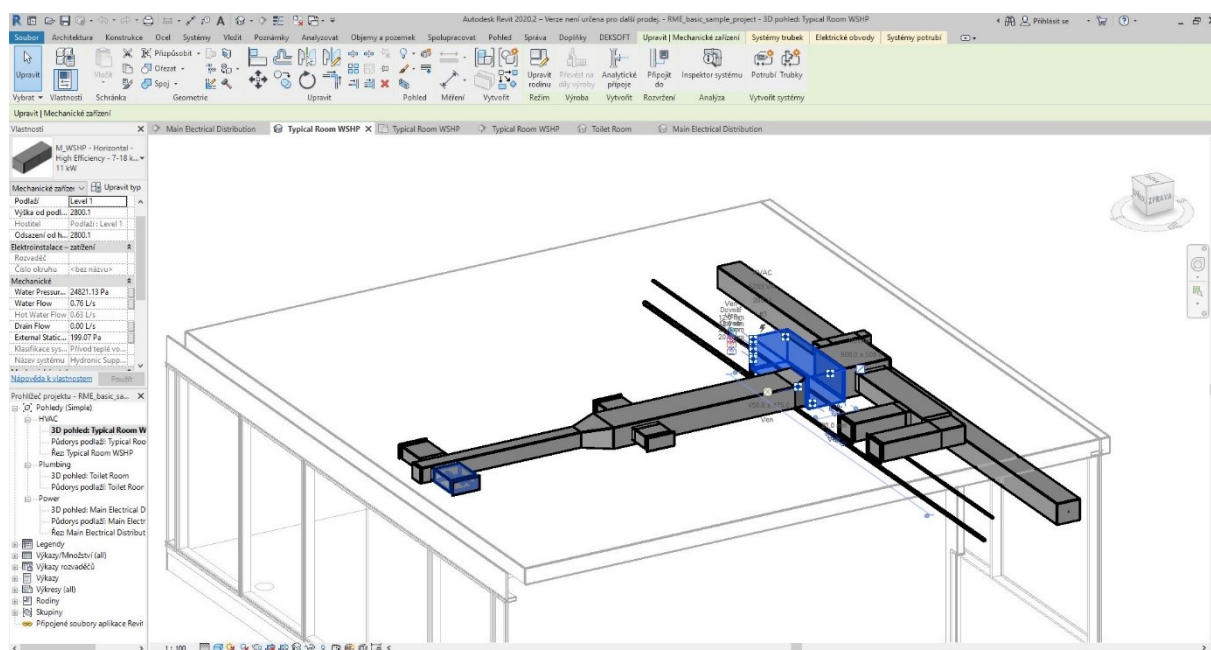 Autodesk Revit 2020.2 – Verze není určena pro další prodej. - RME_basic_sample_project - 3D pohled: Typical Room WSHP
Přihlásit se
Soubor Architektura Konstrukce Ocel Systémy Vložit Poznámky Analyzovat Objemy a pozemek Spolupracovat Pohled Správa Doplňky DEKSOFT Upravit | Mechanické zařízení Systémy trubek Elektrické obvody Systémy potrubí
Upravit
Vložit
Přizpůsobit
Ořezat
Spoj
Upravit rodinu
Převést na díly výroby
Analytické přípoje
Připojit do
Inspektor systému
Potrubí Trubky
Vybrat Vlastnosti Schránka Geometrie Upravit Pohled Měření Vytvořit Režim Výroba Vytvořit Rozvržení Analýza Vytvořit systémy
Upravit | Mechanické zařízení
Vlastnosti
Main Electrical Distribution Typical Room WSHP Typical Room WSHP Typical Room WSHP Toilet Room Main Electrical Distribution
M_WSHP - Horizontal -
High Efficiency - 7-18 k...
11 kW
Mechanické zařízer Upravit typ
Podlaží Level 1
Výška od podl... 2800.1
Hostitel Podlaží : Level 1
Odsazení od h... 2800.1
Elektroinstalace – zatížení
Rozvaděč
Číslo okruhu <bez názvu>
Mechanické
Water Pressur... 24821.13 Pa
Water Flow 0.76 L/s
Hot Water Flow 0.63 L/s
Drain Flow 0.00 L/s
External Static... 199.07 Pa
Klasifikace sys... Přívod teplé vo...
Název systému Hydronic Supp...
Nápověda k vlastnostem Použít
Prohlížeč projektu - RME_basic_sa...
Pohledy (Simple)
HVAC
3D pohled: Typical Room W
Půdorys podlaží: Typical Roo
Řez: Typical Room WSHP
Plumbing
3D pohled: Toilet Room
Půdorys podlaží: Toilet Roor
Power
3D pohled: Main Electrical D
Půdorys podlaží: Main Electr
Řez: Main Electrical Distribut
Legendy
Výkazy/Množství (all)
Výkazy rozvaděčů
Výkazy
Výkresy (all)
Rodiny
Skupiny
Připojené soubory aplikace Revit
HVAC
Ven
ZPRAVA
1 : 100